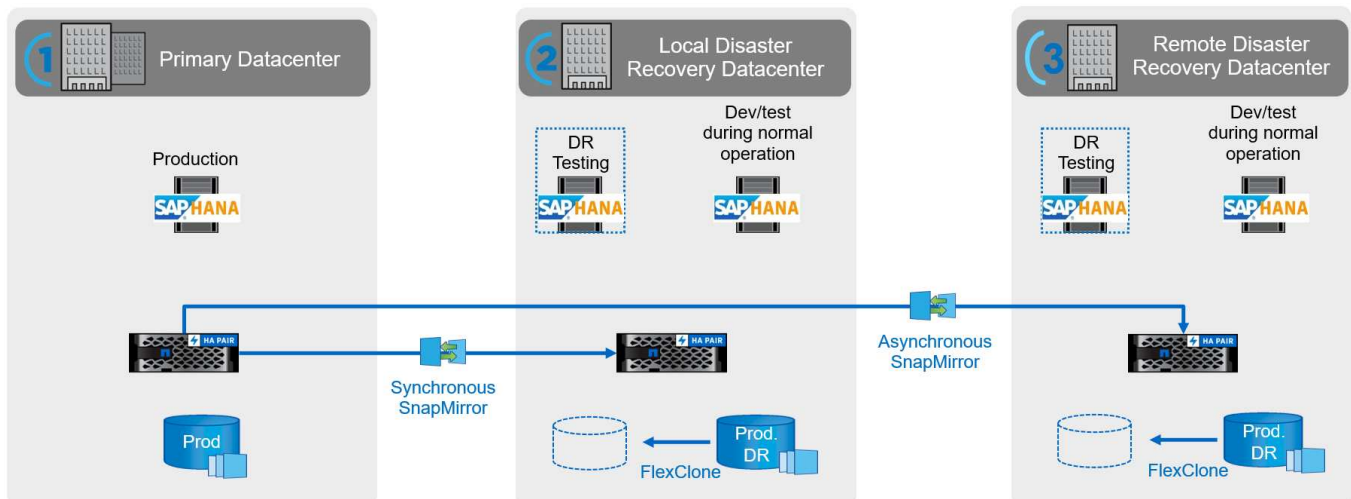 1
Primary Datacenter
2
Local Disaster
Recovery Datacenter
3
Remote Disaster
Recovery Datacenter
Production
SAP HANA
DR
Testing
SAP HANA
Dev/test
during normal
operation
SAP HANA
DR
Testing
SAP HANA
Dev/test
during normal
operation
SAP HANA
HA PAIR
Synchronous
SnapMirror
HA PAIR
Asynchronous
SnapMirror
HA PAIR
Prod
FlexClone
Prod.
DR
FlexClone
Prod.
DR